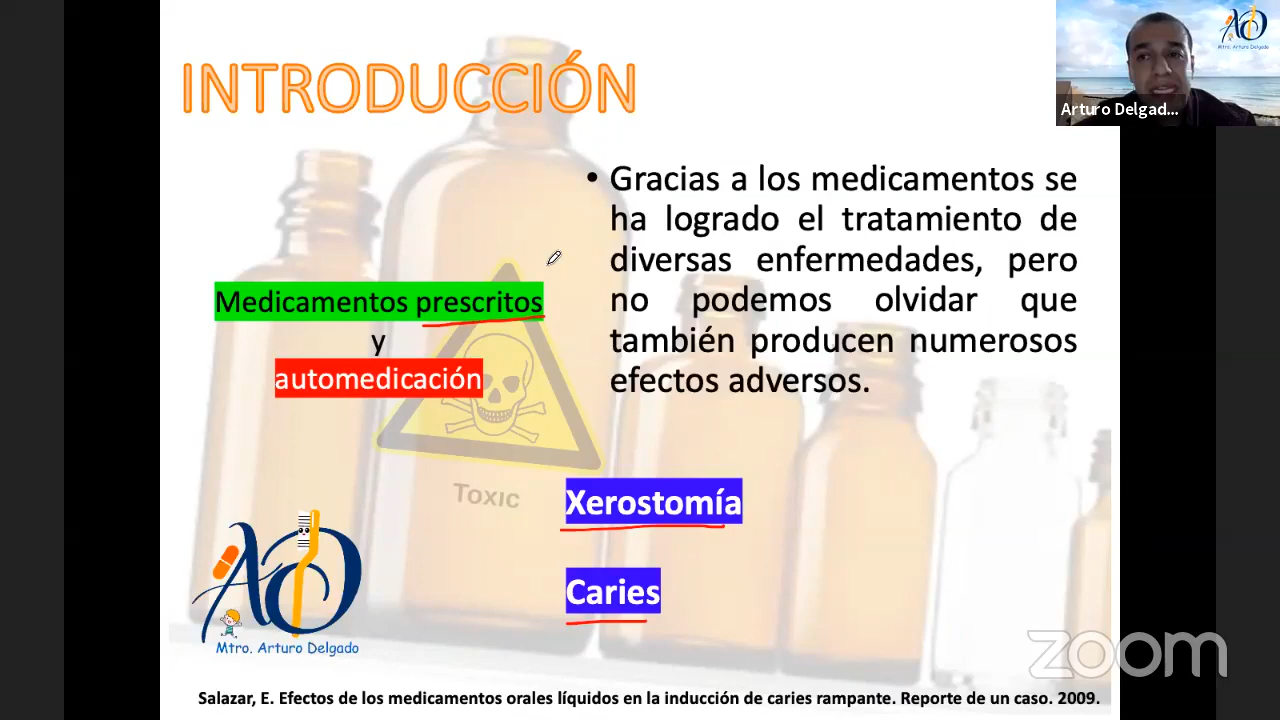 INTRODUCCIÓN
Medicamentos prescritos
y
automedicación
• Gracias a los medicamentos se
ha logrado el tratamiento de
diversas enfermedades, pero
no podemos olvidar que
también producen numerosos
efectos adversos.
Toxic
Xerostomía
Caries
AO
Mtro. Arturo Delgado
Salazar, E. Efectos de los medicamentos orales líquidos en la inducción de caries rampante. Reporte de un caso. 2009.
AO
Mtro. Arturo Delgado
Arturo Delgad...
zoom